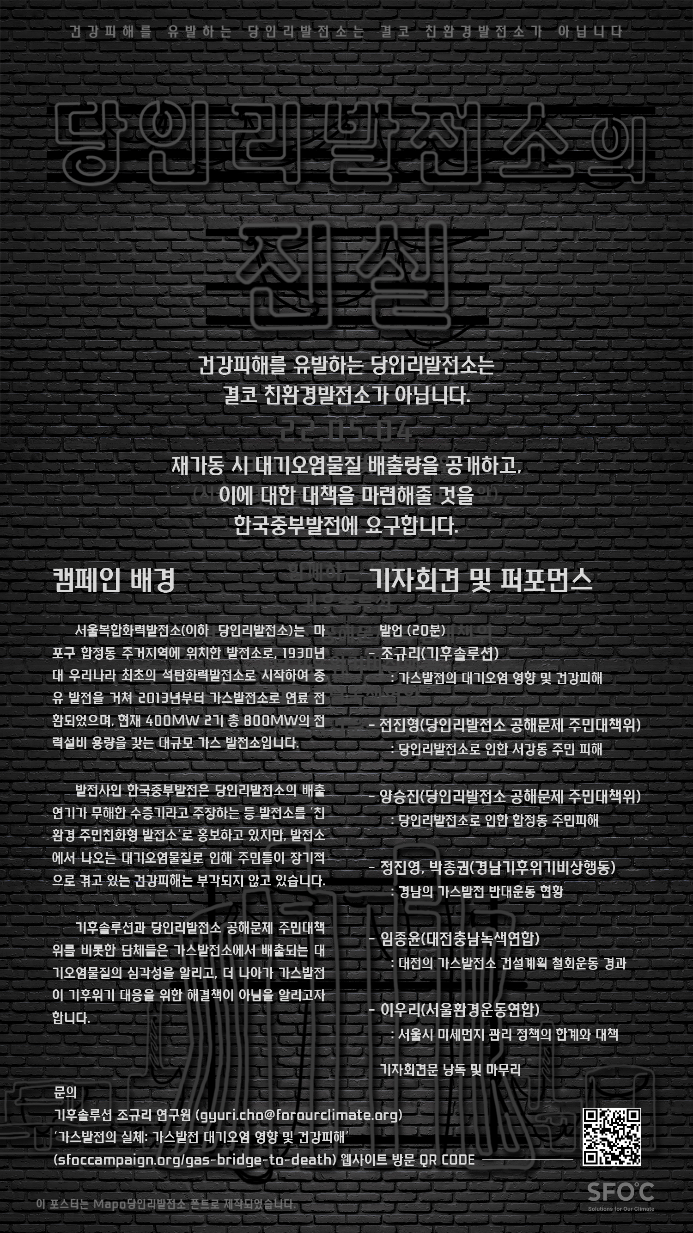 건강피해를 유발하는 당인리발전소는 결코 친환경발전소가 아닙니다
당인리발전소의
진실
건강피해를 유발하는 당인리발전소는
결코 친환경발전소가 아닙니다.
22.05.04
재가동 시 대기오염물질 배출량을 공개하고,
이에 대한 대책을 마련해줄 것을
한국중부발전에 요구합니다.
캠페인 배경
서울복합화력발전소(이하 당인리발전소)는 마
포구 합정동 주거지역에 위치한 발전소로, 1930년
대 우리나라 최초의 석탄화력발전소로 시작하여 중
유 발전을 거쳐 2013년부터 가스발전소로 연료 전
환되었으며, 현재 400MW 2기 총 800MW의 전
력설비 용량을 갖는 대규모 가스 발전소입니다.
발전사인 한국중부발전은 당인리발전소의 배출
연기가 무해한 수증기라고 주장하는 등 발전소를 '친
환경 주민친화형 발전소'로 홍보하고 있지만, 발전소
에서 나오는 대기오염물질로 인해 주민들이 장기적
으로 겪고 있는 건강피해는 부각되지 않고 있습니다.
기후솔루션과 당인리발전소 공해문제 주민대책
위를 비롯한 단체들은 가스발전소에서 배출되는 대
기오염물질의 심각성을 알리고, 더 나아가 가스발전
이 기후위기 대응을 위한 해결책이 아님을 알리고자
합니다.
기자회견 및 퍼포먼스
발언 (20분)
- 조규리(기후솔루션)
: 가스발전의 대기오염 영향 및 건강피해
- 전진형(당인리발전소 공해문제 주민대책위)
: 당인리발전소로 인한 서강동 주민 피해
- 양승진(당인리발전소 공해문제 주민대책위)
: 당인리발전소로 인한 합정동 주민피해
- 정진영, 박종권(경남기후위기비상행동)
: 경남의 가스발전 반대운동 현황
- 임종윤(대전충남녹색연합)
: 대전의 가스발전소 건설계획 철회운동 경과
- 이우리(서울환경운동연합)
: 서울시 미세먼지 관리 정책의 한계와 대책
기자회견문 낭독 및 마무리
문의
기후솔루션 조규리 연구원 (gyuri.cho@forourclimate.org)
'가스발전의 실체: 가스발전 대기오염 영향 및 건강피해'
(sfoccampaign.org/gas-bridge-to-death) 웹사이트 방문 QR CODE
SFOC
Solutions for Our Climate
이 포스터는 Mapo당인리발전소 폰트로 제작되었습니다.